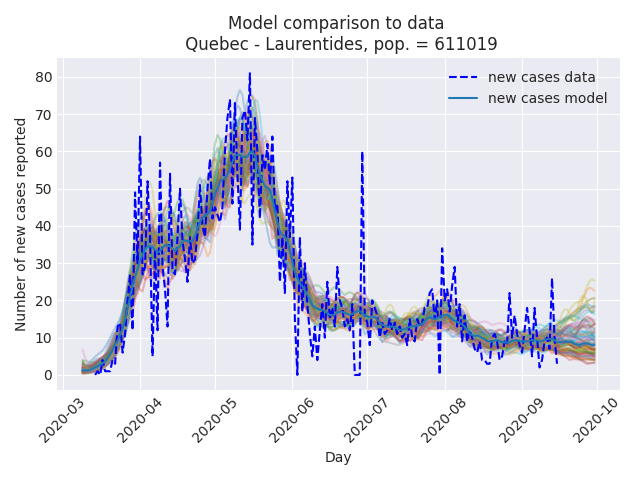 Model comparison to data
Quebec - Laurentides, pop. = 611019
new cases data
new cases model
Number of new cases reported
80
70
60
50
40
30
20
10
0
2020-03
2020-04
2020-05
2020-06
2020-07
2020-08
2020-09
2020-10
Day